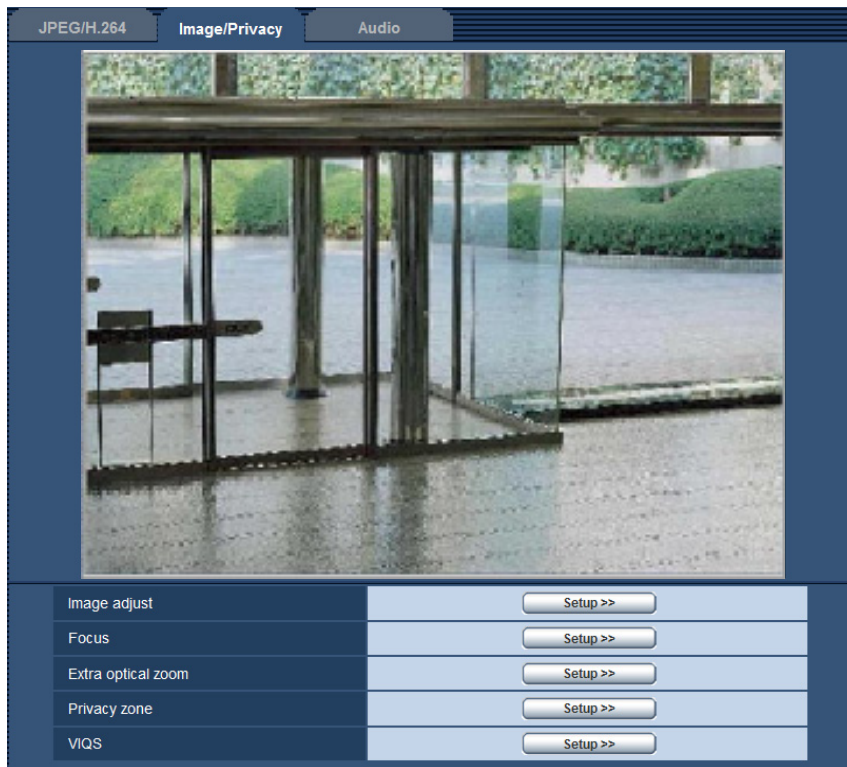 JPEG/H.264 Image/Privacy Audio
Image adjust Setup >>
Focus Setup >>
Extra optical zoom Setup >>
Privacy zone Setup >>
VIQS Setup >>